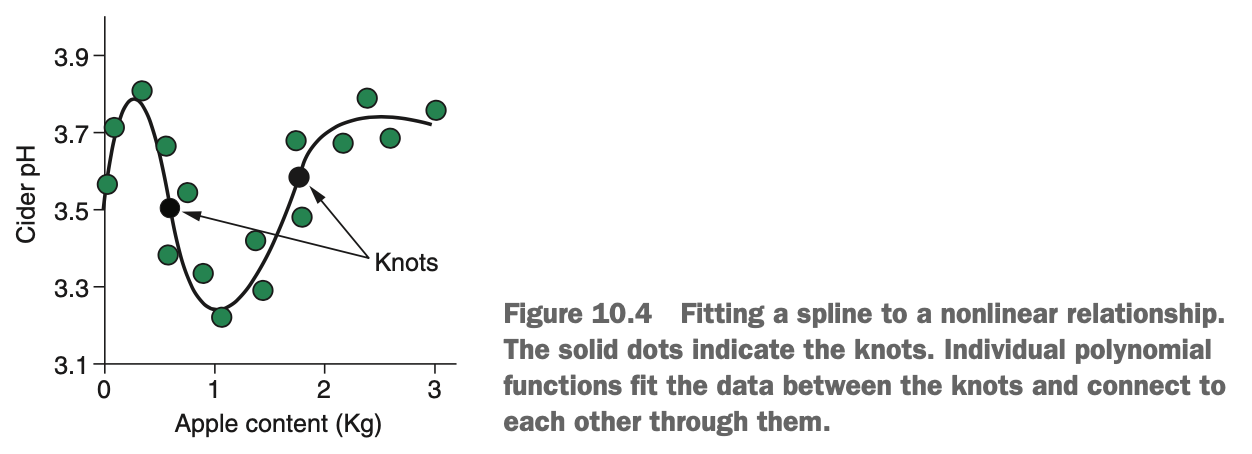 3.9
3.7
3.5
3.3
3.1
Cider pH
0 1 2 3
Apple content (Kg)
Knots
Figure 10.4 Fitting a spline to a nonlinear relationship.
The solid dots indicate the knots. Individual polynomial
functions fit the data between the knots and connect to
each other through them.